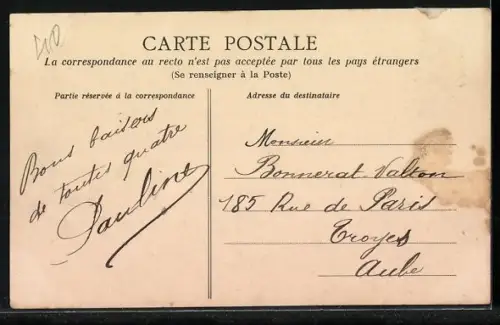 40
CARTE POSTALE
La correspondance au recto n'est pas acceptée par tous les pays étrangers
(Se renseigner à la Poste)
Partie réservée à la correspondance
Adresse du destinataire
Bons baisers
de toutes quatre
Pauline
Monsieur
Bonnerat-Valson
185 Rue de Paris
Troyes
Aube